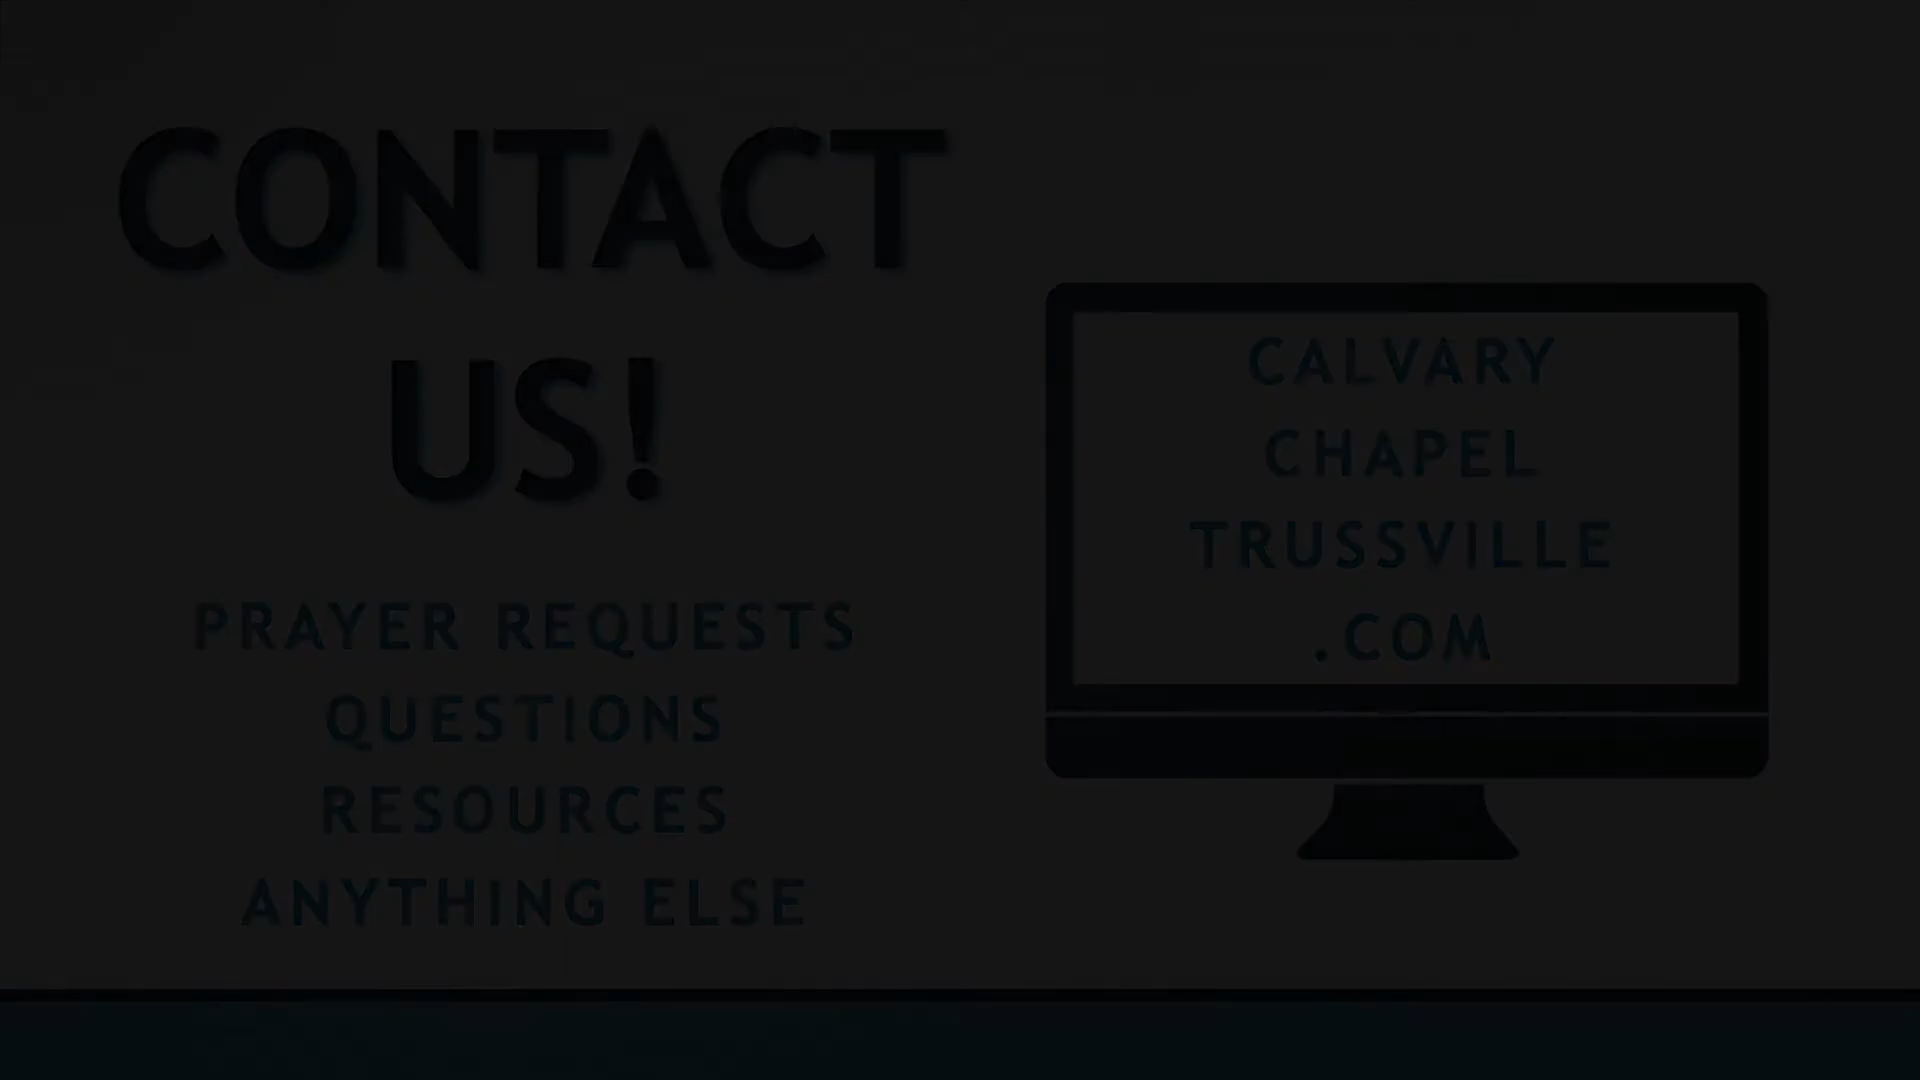 CONTACT
US!
PRAYER REQUESTS
QUESTIONS
RESOURCES
ANYTHING ELSE
CALVARY
CHAPEL
TRUSSVILLE
.COM